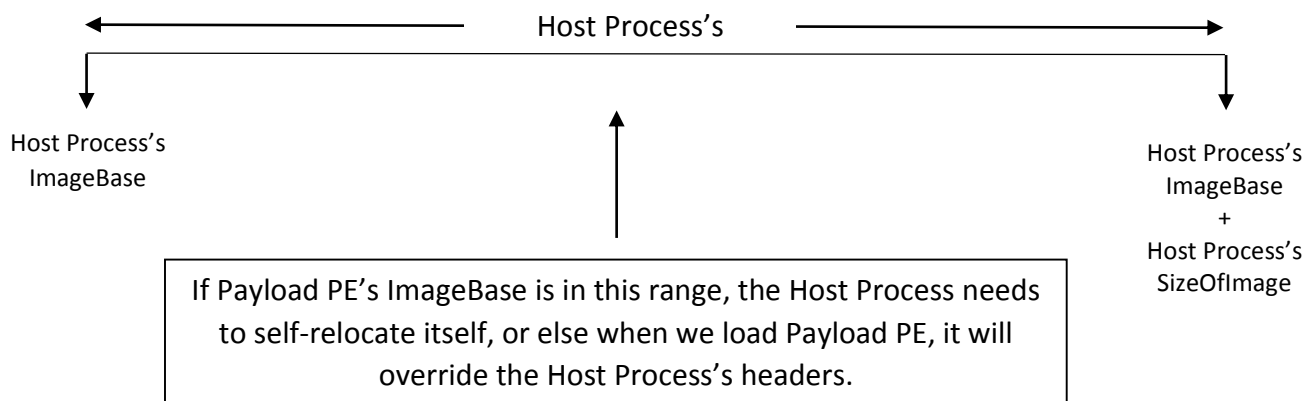 Host Process’s
Host Process’s
ImageBase
Host Process’s
ImageBase
+
Host Process’s
SizeOfImage
If Payload PE’s ImageBase is in this range, the Host Process needs
to self-relocate itself, or else when we load Payload PE, it will
override the Host Process’s headers.